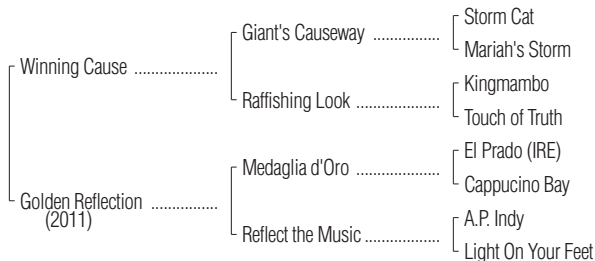 Storm Cat
Giant's Causeway ................
Mariah's Storm
Winning Cause ....................
Kingmambo
Raffishing Look ....................
Touch of Truth
El Prado (IRE)
Medaglia d'Oro ....................
Cappucino Bay
Golden Reflection ................
(2011)
A.P. Indy
Reflect the Music ..................
Light On Your Feet